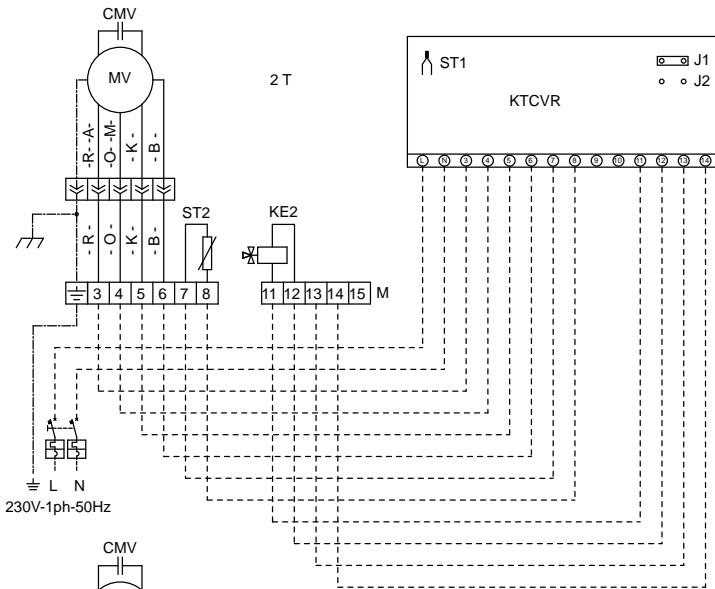 CMV
MV
2 T
ST1
J1
J2
KTCVR
L N 3 4 5 6 7 8 9 10 11 12 13 14
-R--A-
-O--M-
- K -
- B -
ST2
KE2
- R -
- O -
-K-
-B-
3 4 5 6 7 8
11 12 13 14 15 M
L N
230V-1ph-50Hz
CMV